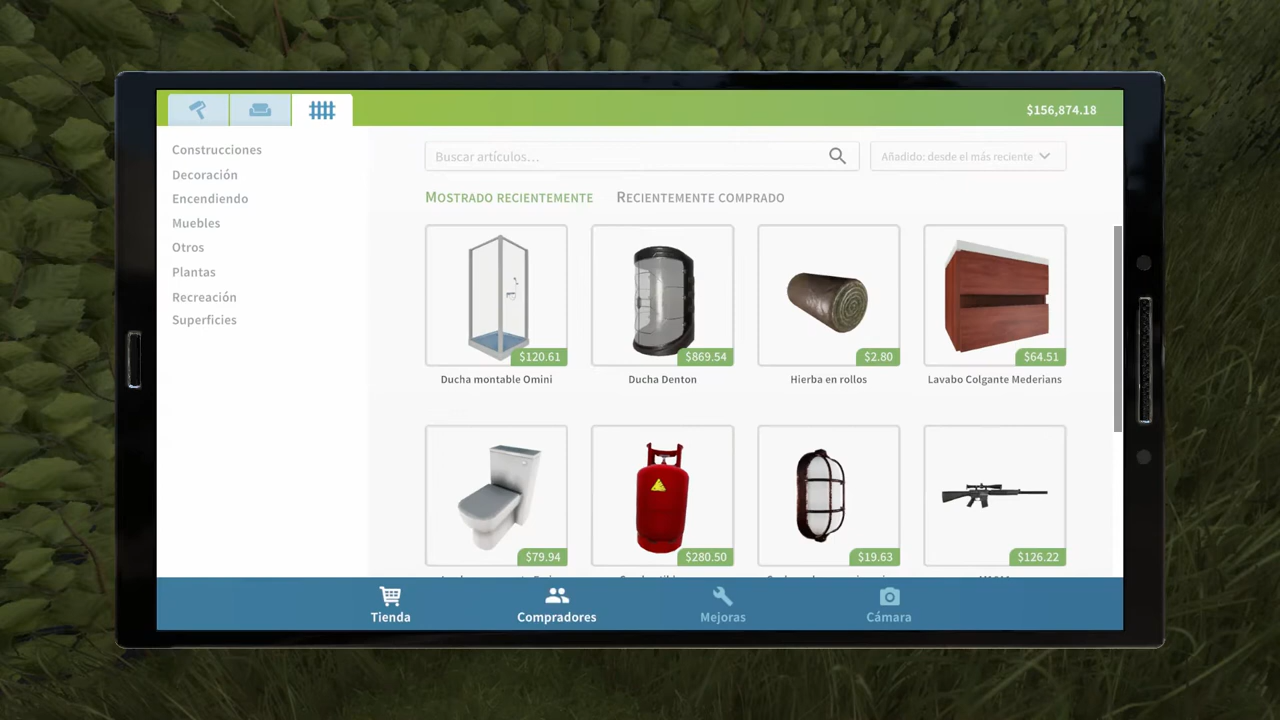 $156,874.18
Construcciones
Decoración
Encendiendo
Muebles
Otros
Plantas
Recreación
Superficies
Buscar artículos...
Añadido: desde el más reciente
MOSTRADO RECIENTEMENTE
RECIENTEMENTE COMPRADO
$120.61
$869.54
$2.80
$64.51
Ducha montable Omini
Ducha Denton
Hierba en rollos
Lavabo Colgante Mederians
$79.94
$280.50
$19.63
$126.22
Tienda
Compradores
Mejoras
Cámara